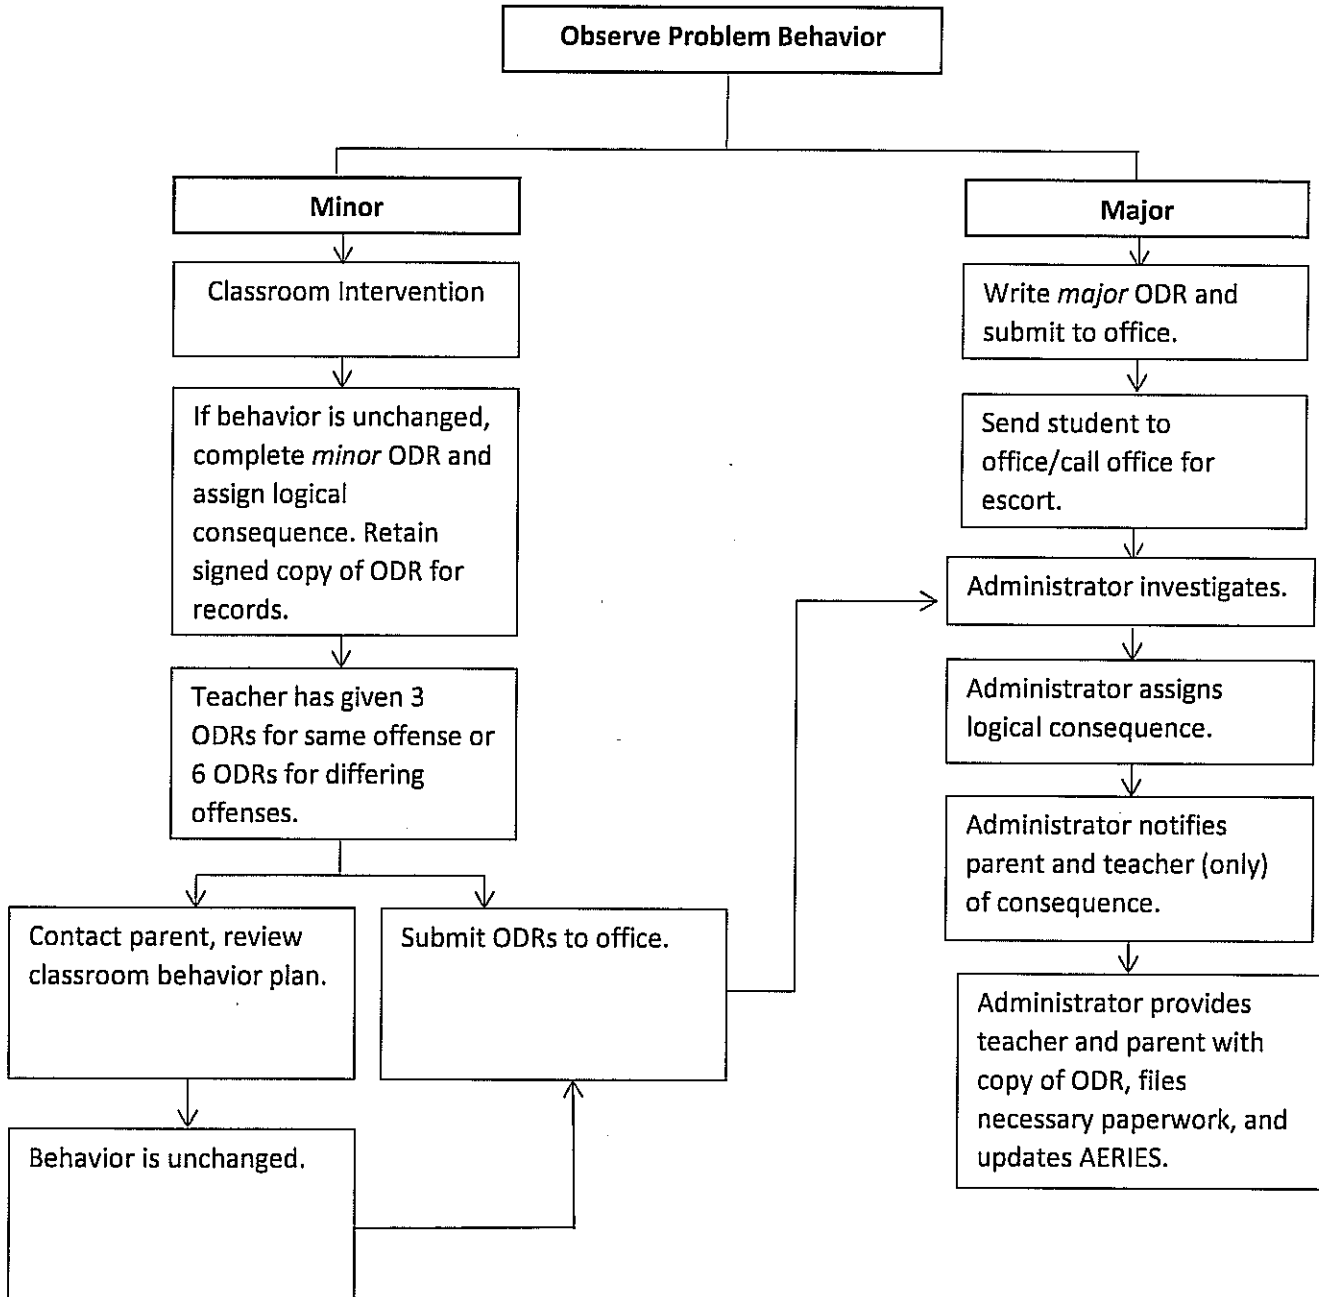 Observe Problem Behavior
Minor
Classroom Intervention
If behavior is unchanged,
complete minor ODR and
assign logical
consequence. Retain
signed copy of ODR for
records.
Teacher has given 3
ODRs for same offense or
6 ODRs for differing
offenses.
Contact parent, review
classroom behavior plan.
Behavior is unchanged.
Submit ODRs to office.
Major
Write major ODR and
submit to office.
Send student to
office/call office for
escort.
Administrator investigates.
Administrator assigns
logical consequence.
Administrator notifies
parent and teacher (only)
of consequence.
Administrator provides
teacher and parent with
copy of ODR, files
necessary paperwork, and
updates AERIES.